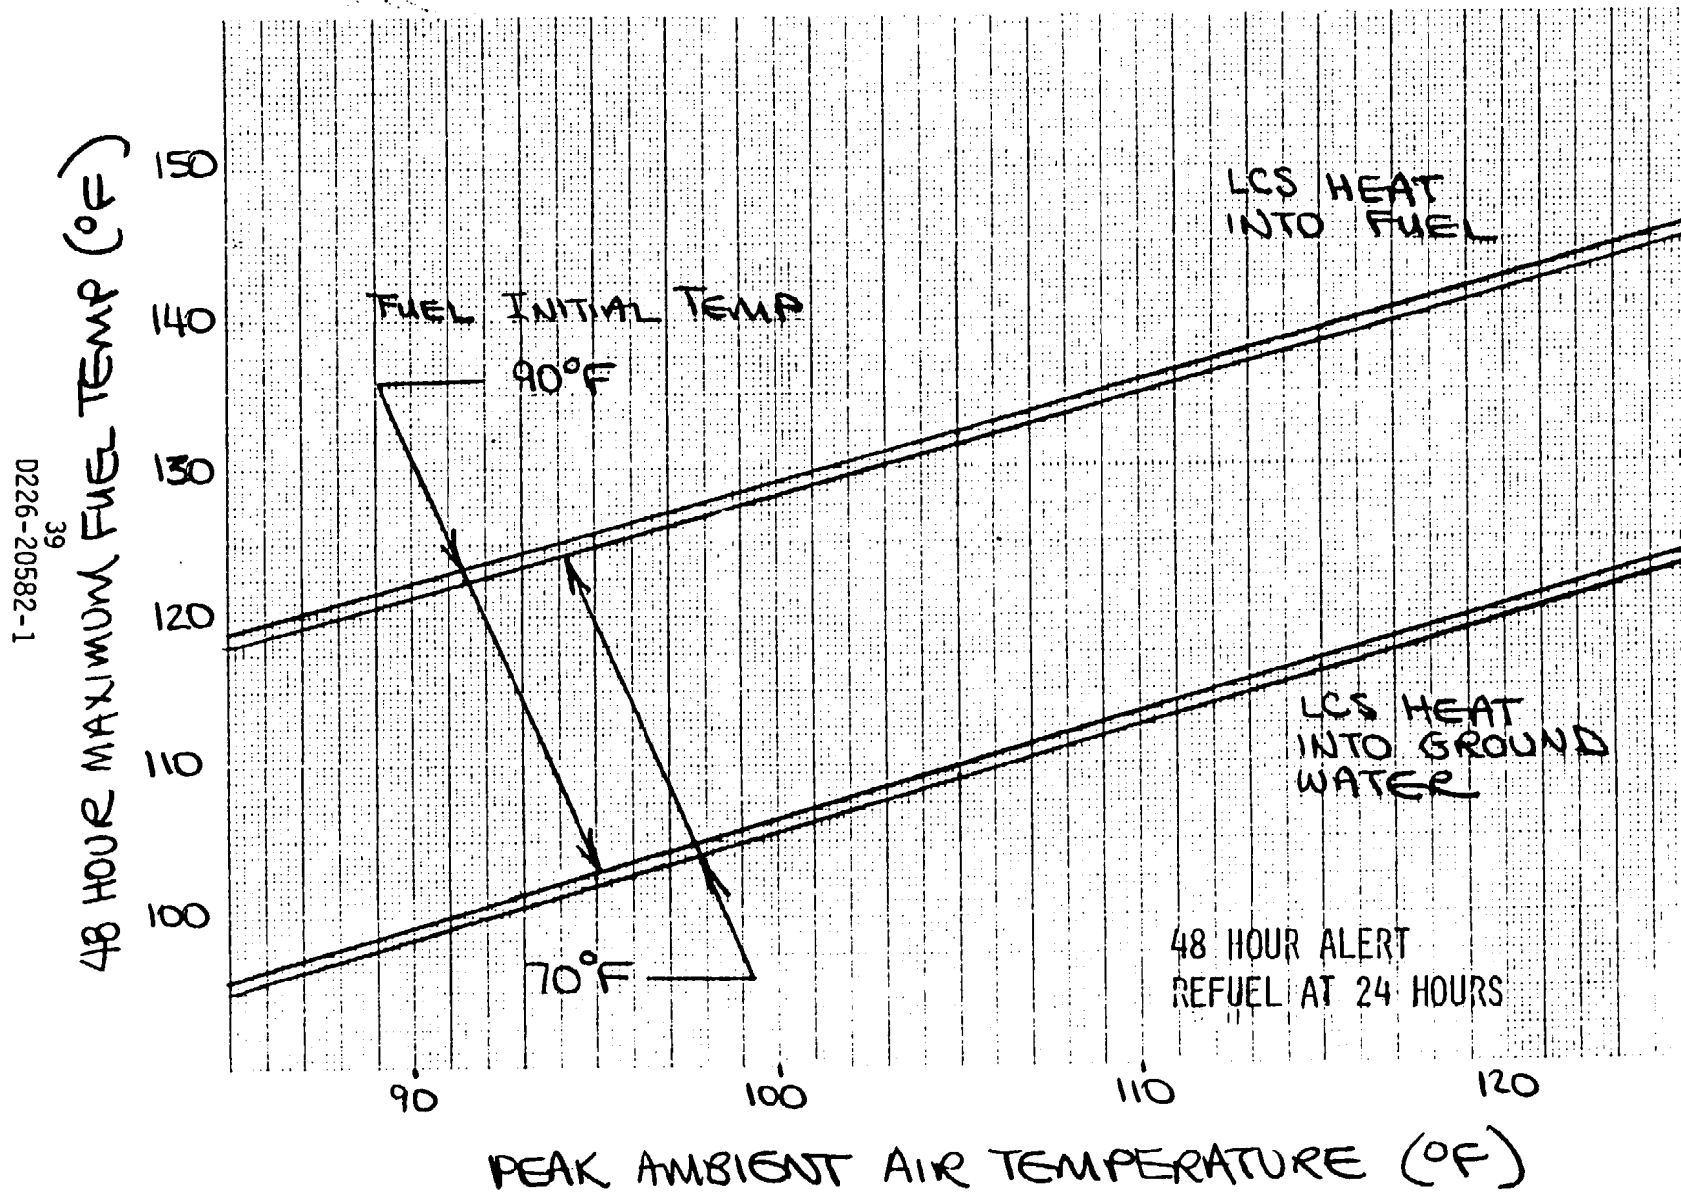 48 HOUR MAXIMUM FUEL TEMP (°F)
150
140
130
120
110
100
LCS HEAT
INTO FUEL
FUEL INITIAL TEMP
90°F
70°F
LCS HEAT
INTO GROUND
WATER
48 HOUR ALERT
REFUEL AT 24 HOURS
90
100
110
120
PEAK AMBIENT AIR TEMPERATURE (°F)
39
D226-20582-1